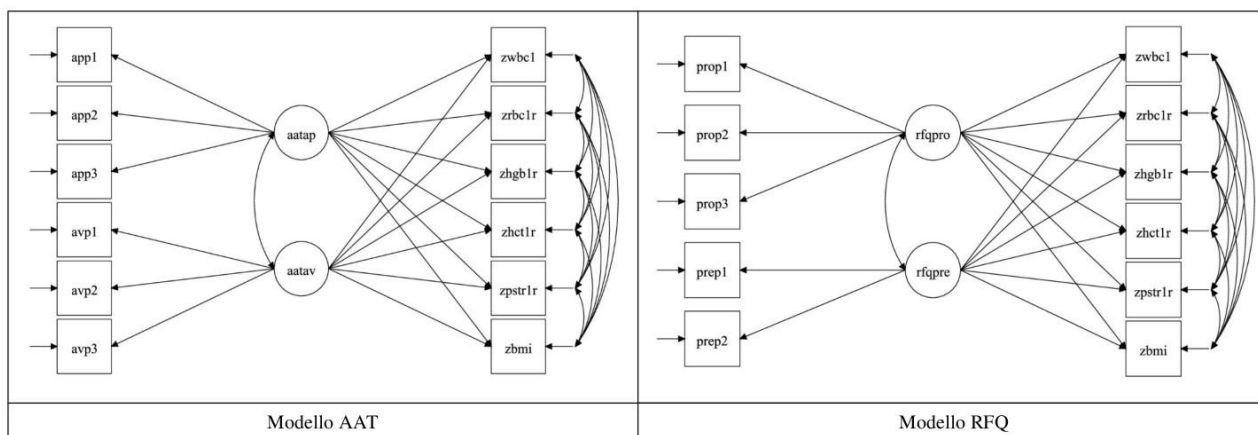 app1
app2
app3
avp1
avp2
avp3
aatap
aatav
zwbc1
zrbc1r
zhgb1r
zhct1r
zpstr1r
zbmi
Modello AAT
prop1
prop2
prop3
prep1
prep2
rfqpro
rfqpre
zwbc1
zrbc1r
zhgb1r
zhct1r
zpstr1r
zbmi
Modello RFQ